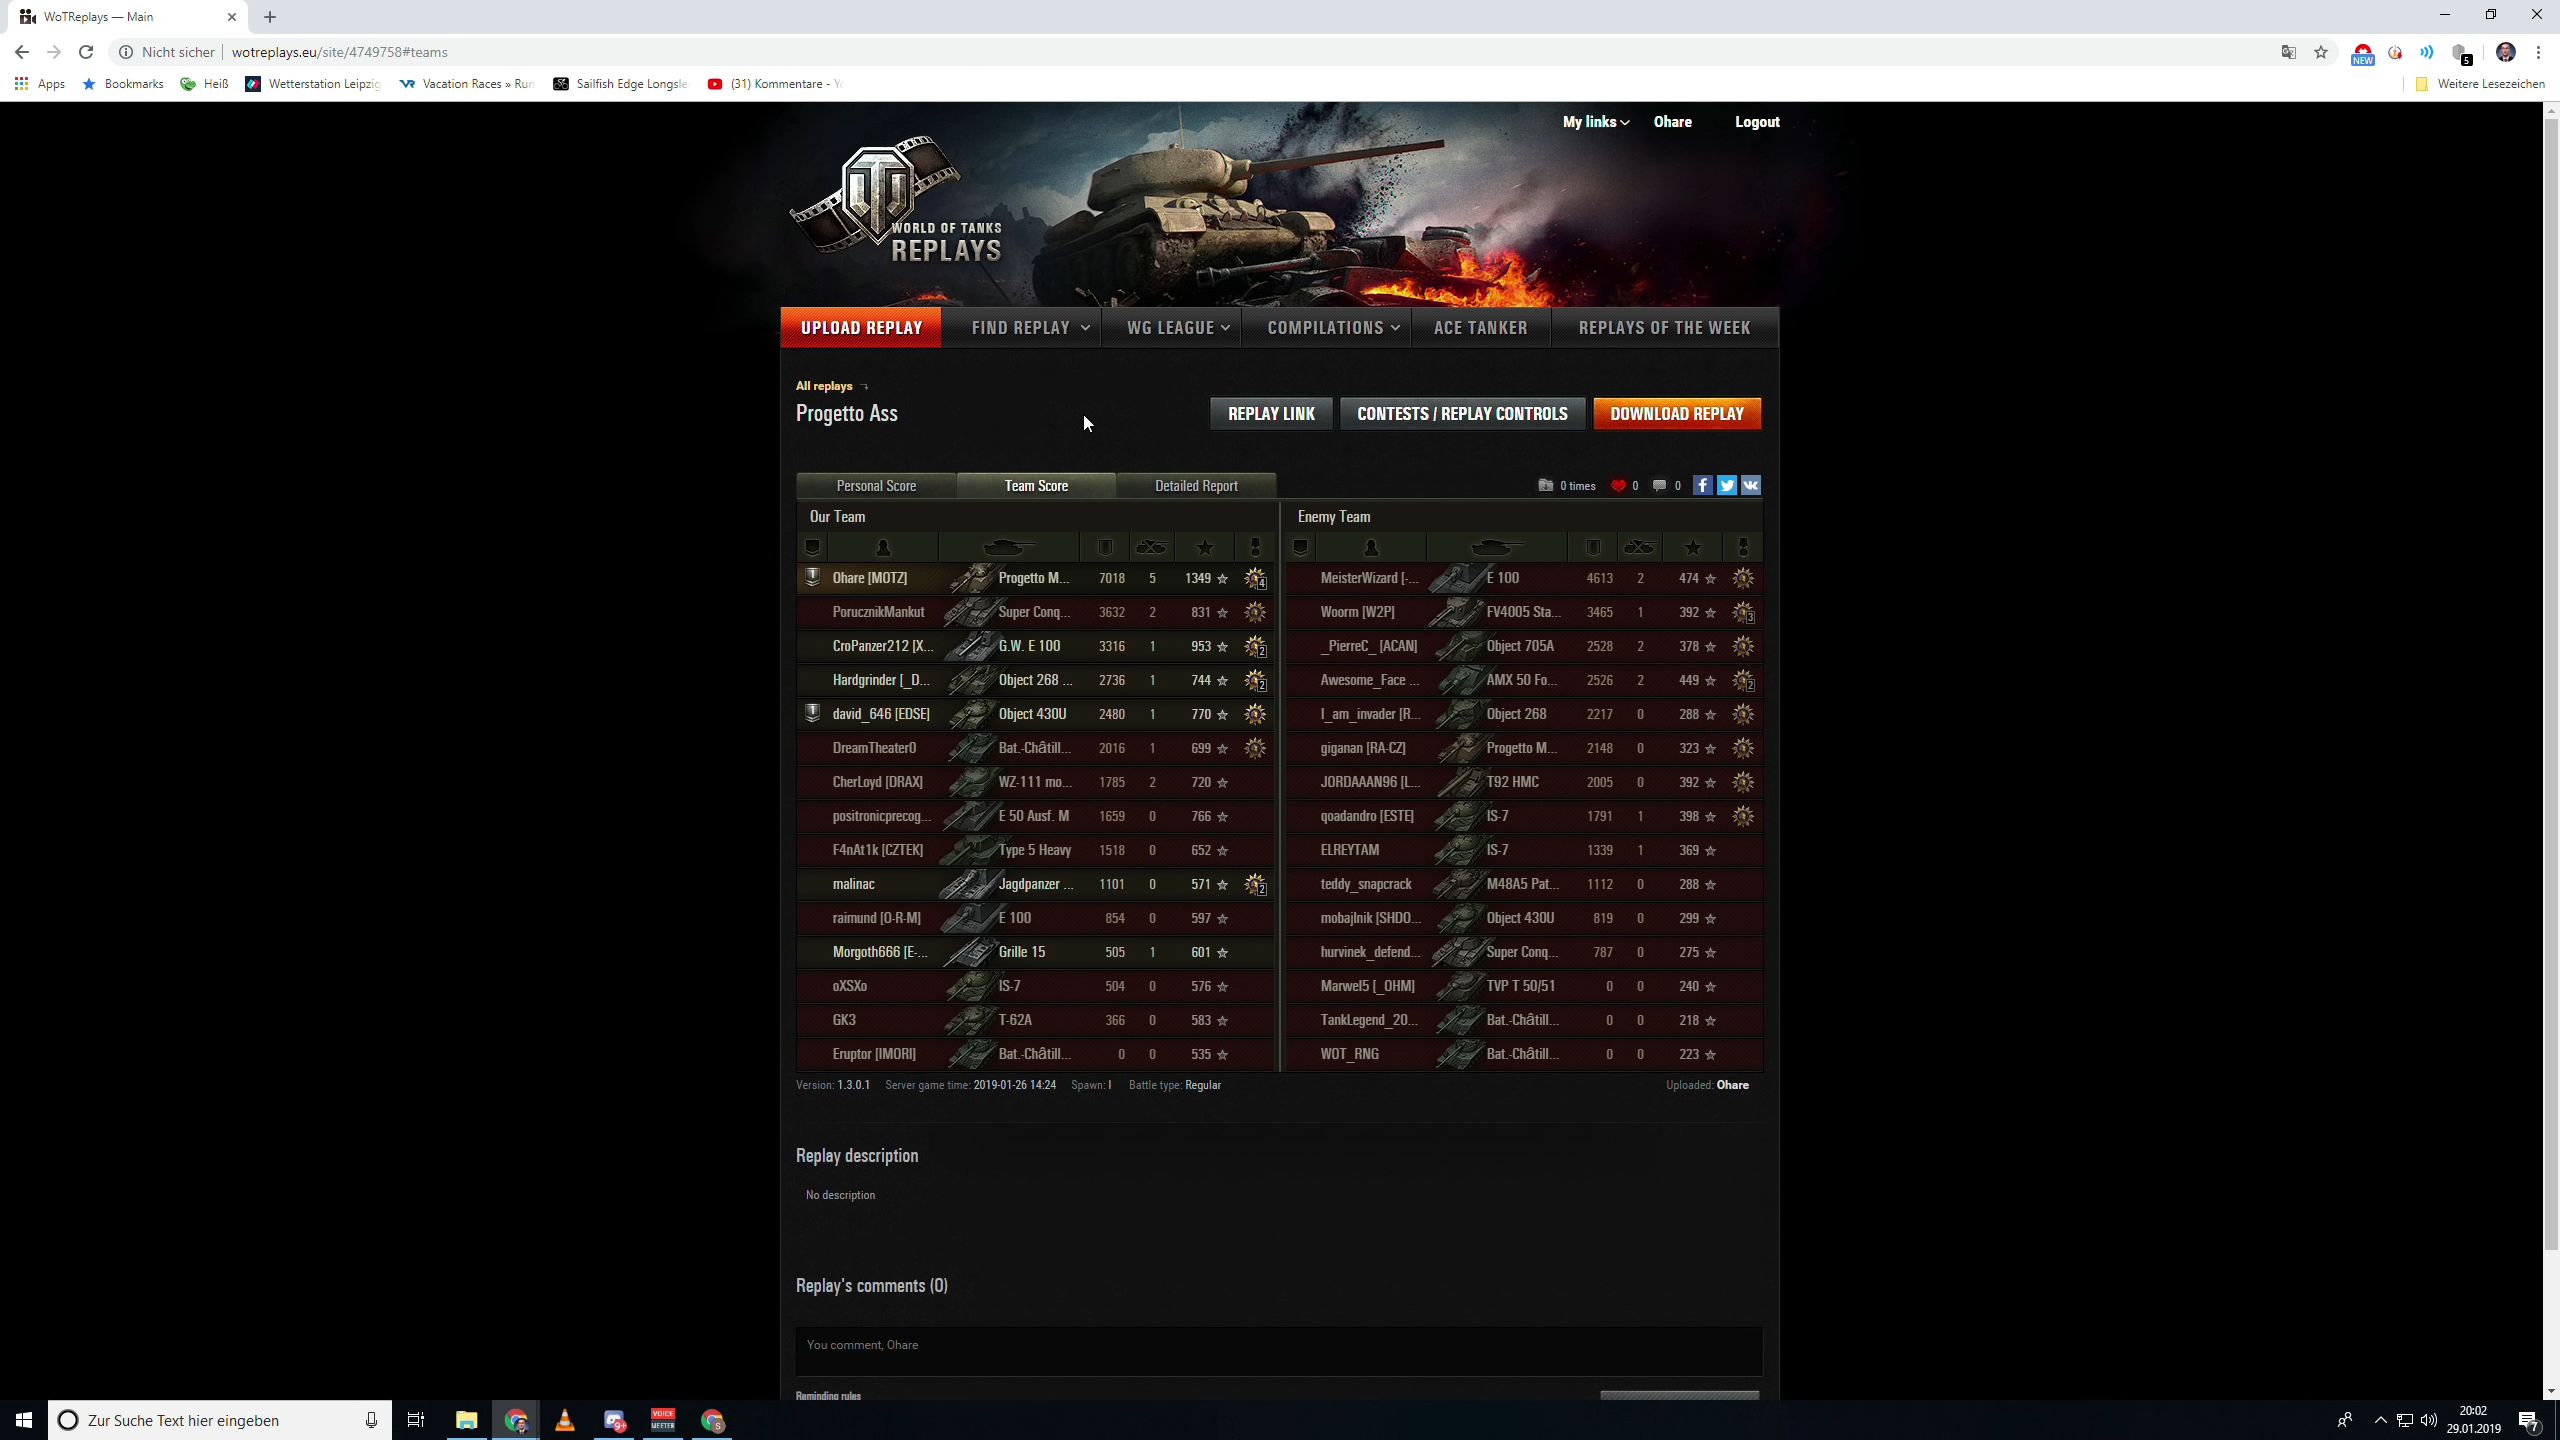 WoTReplays — Main
Nicht sicher wotreplays.eu/site/4749758#teams
NEW 5
Apps Bookmarks Heiß Wetterstation Leipzig Vacation Races » Run Sailfish Edge Longsle (31) Kommentare - Weitere Lesezeichen
My links Ohare Logout
WORLD OF TANKS
REPLAYS
UPLOAD REPLAY FIND REPLAY WG LEAGUE COMPILATIONS ACE TANKER REPLAYS OF THE WEEK
All replays
Progetto Ass REPLAY LINK CONTESTS / REPLAY CONTROLS DOWNLOAD REPLAY
Personal Score Team Score Detailed Report 0 times 0 0
Our Team Enemy Team
Ohare [MOTZ] Progetto M... 7018 5 1349 4 MeisterWizard [-... E 100 4613 2 474
PorucznikMankut Super Conq... 3632 2 831 Woorm [W2P] FV4005 Sta... 3465 1 392 3
CroPanzer212 [X... G.W. E 100 3316 1 953 2 _PierreC_ [ACAN] Object 705A 2528 2 378
Hardgrinder [_D... Object 268 ... 2736 1 744 2 Awesome_Face ... AMX 50 Fo... 2526 2 449 2
david_646 [EDSE] Object 430U 2480 1 770 I_am_invader [R... Object 268 2217 0 288
DreamTheater0 Bat.-Châtill... 2016 1 699 giganan [RA-CZ] Progetto M... 2148 0 323
CherLoyd [DRAX] WZ-111 mo... 1785 2 720 JORDAAAN96 [L... T92 HMC 2005 0 392
positronicprecog... E 50 Ausf. M 1659 0 766 qoadandro [ESTE] IS-7 1791 1 398
F4nAt1k [CZTEK] Type 5 Heavy 1518 0 652 ELREYTAM IS-7 1339 1 369
malinac Jagdpanzer ... 1101 0 571 2 teddy_snapcrack M48A5 Pat... 1112 0 288
raimund [O-R-M] E 100 854 0 597 mobajlnik [SHDO... Object 430U 819 0 299
Morgoth666 [E-... Grille 15 505 1 601 hurvinek_defend... Super Conq... 787 0 275
oXSXo IS-7 504 0 576 Marwel5 [_OHM] TVP T 50/51 0 0 240
GK3 T-62A 366 0 583 TankLegend_20... Bat.-Châtill... 0 0 218
Eruptor [IMORI] Bat.-Châtill... 0 0 535 WOT_RNG Bat.-Châtill... 0 0 223
Version: 1.3.0.1 Server game time: 2019-01-26 14:24 Spawn: I Battle type: Regular Uploaded: Ohare
Replay description
No description
Replay's comments (0)
You comment, Ohare
Reminding rules
Zur Suche Text hier eingeben 9+ VOICE MEETER S 20:02
29.01.2019 7